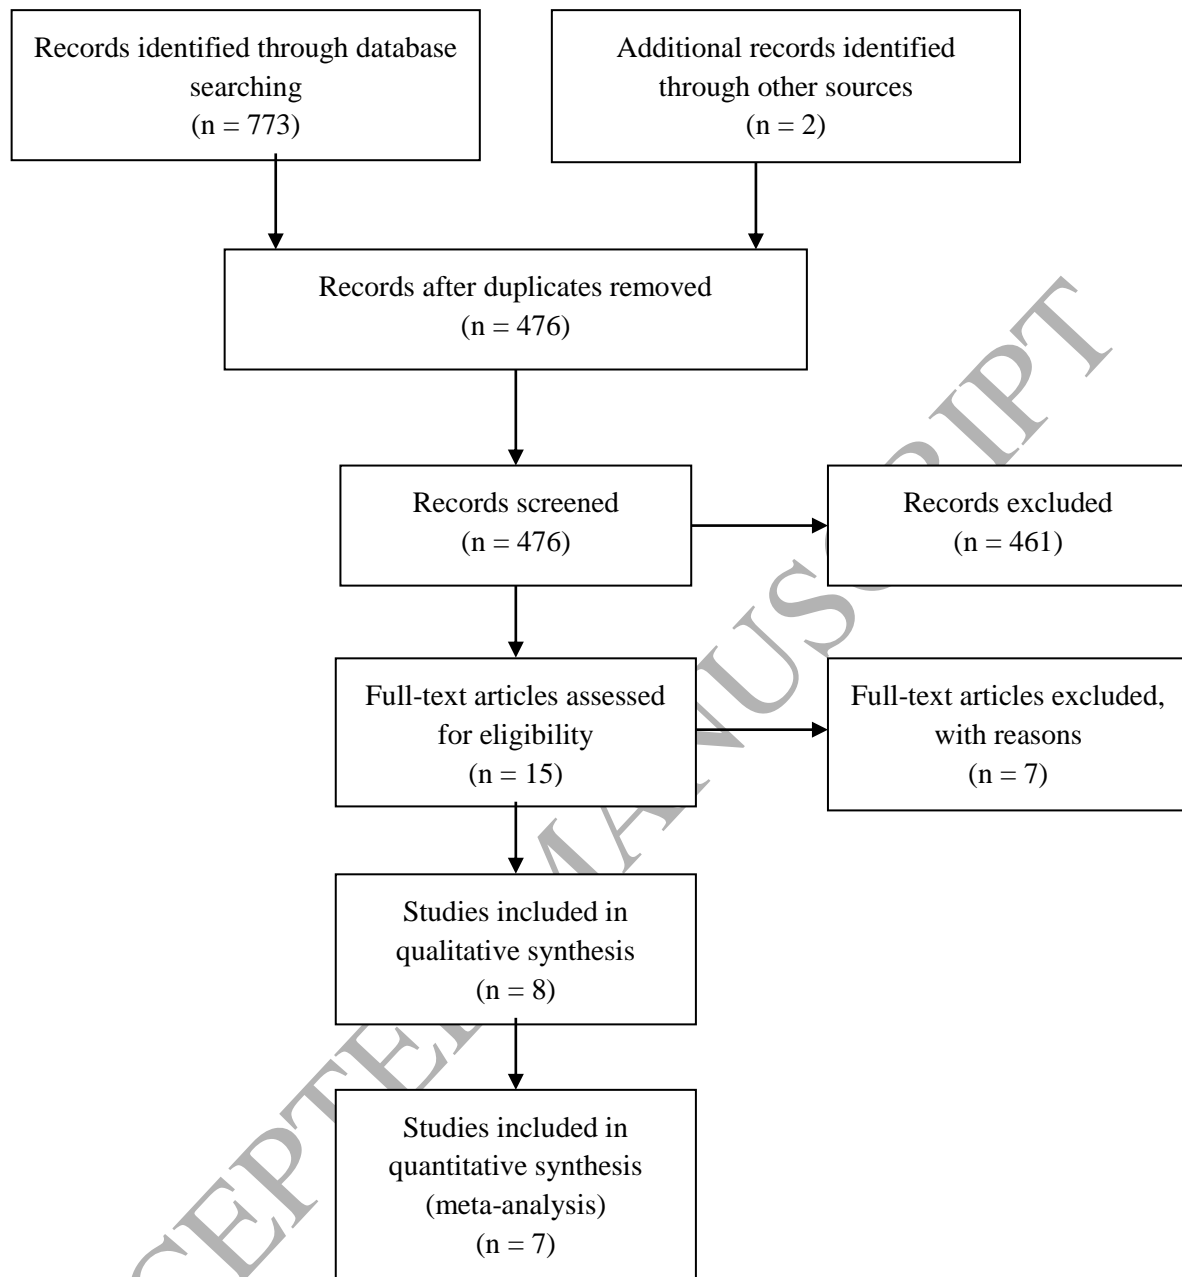 Records identified through database
searching
(n = 773)
Additional records identified
through other sources
(n = 2)
Records after duplicates removed
(n = 476)
Records screened
(n = 476)
Records excluded
(n = 461)
Full-text articles assessed
for eligibility
(n = 15)
Full-text articles excluded,
with reasons
(n = 7)
Studies included in
qualitative synthesis
(n = 8)
Studies included in
quantitative synthesis
(meta-analysis)
(n = 7)
MANUSCRIPT